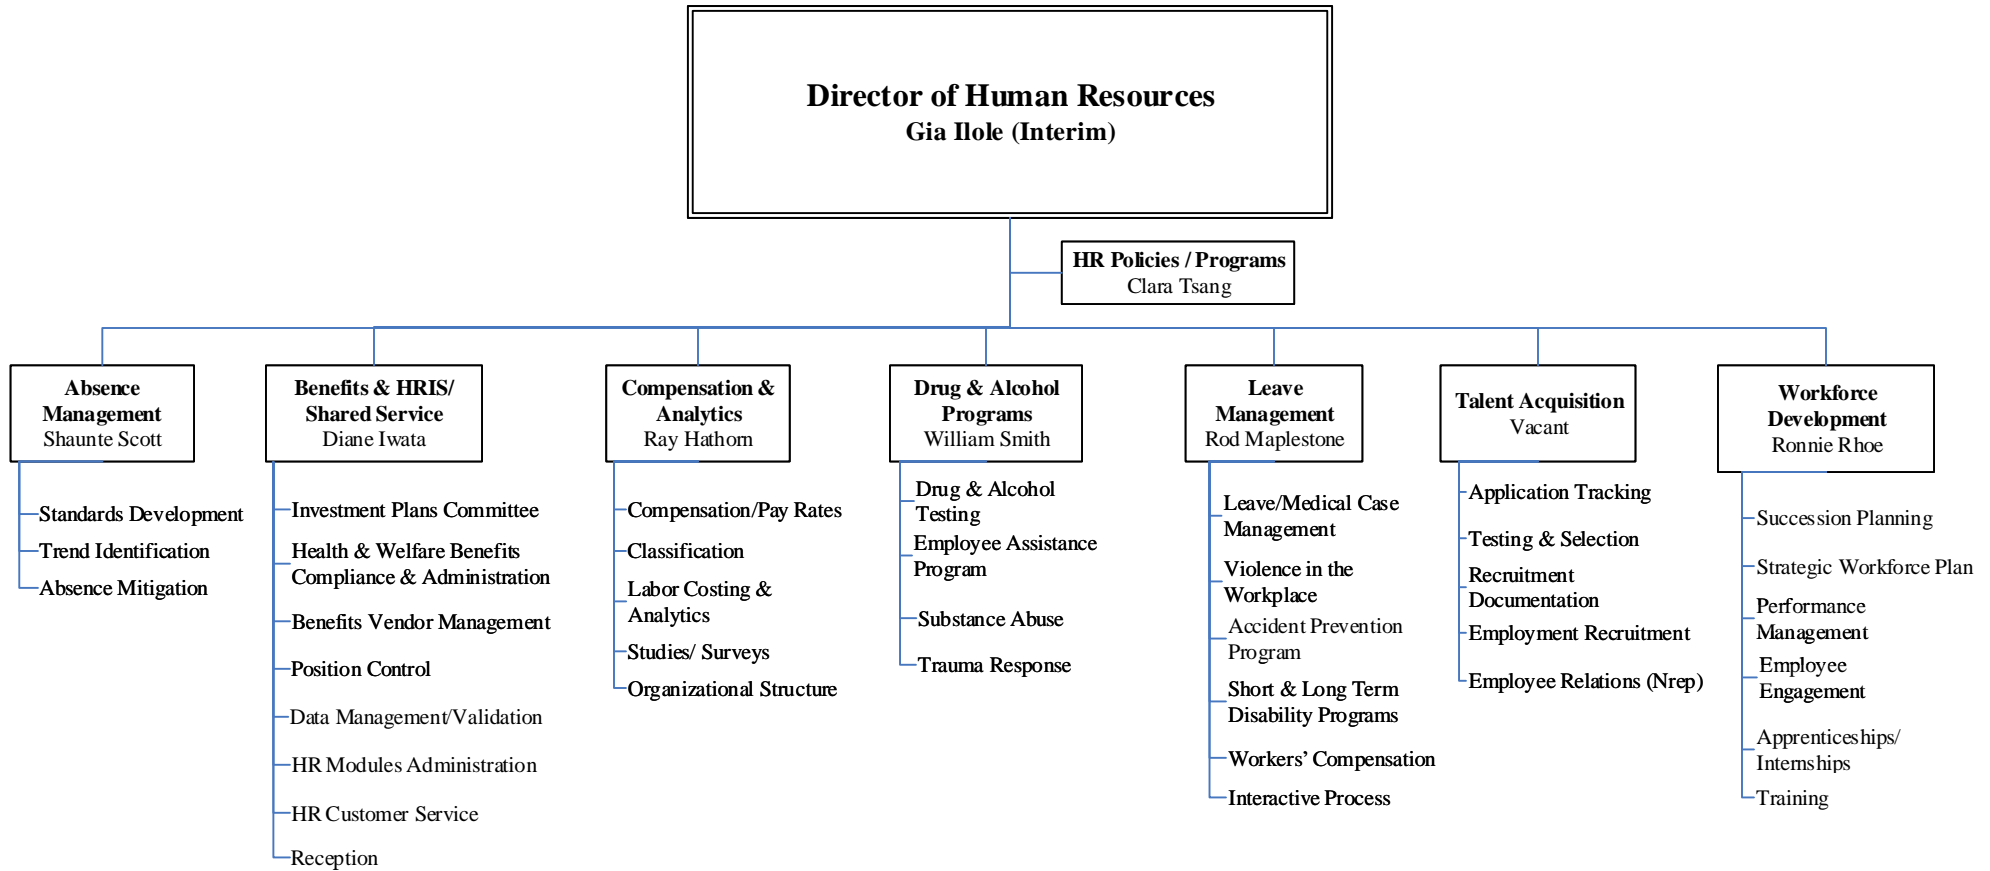 Director of Human Resources
Gia Ilole (Interim)
HR Policies / Programs
Clara Tsang
Absence
Management
Shaunte Scott
Standards Development
Trend Identification
Absence Mitigation
Benefits & HRIS/
Shared Service
Diane Iwata
Investment Plans Committee
Health & Welfare Benefits
Compliance & Administration
Benefits Vendor Management
Position Control
Data Management/Validation
HR Modules Administration
HR Customer Service
Reception
Compensation &
Analytics
Ray Hathorn
Compensation/Pay Rates
Classification
Labor Costing &
Analytics
Studies/ Surveys
Organizational Structure
Drug & Alcohol
Programs
William Smith
Drug & Alcohol
Testing
Employee Assistance
Program
Substance Abuse
Trauma Response
Leave
Management
Rod Maplestone
Leave/Medical Case
Management
Violence in the
Workplace
Accident Prevention
Program
Short & Long Term
Disability Programs
Workers’ Compensation
Interactive Process
Talent Acquisition
Vacant
Application Tracking
Testing & Selection
Recruitment
Documentation
Employment Recruitment
Employee Relations (Nrep)
Workforce
Development
Ronnie Rhoe
Succession Planning
Strategic Workforce Plan
Performance
Management
Employee
Engagement
Apprenticeships/
Internships
Training